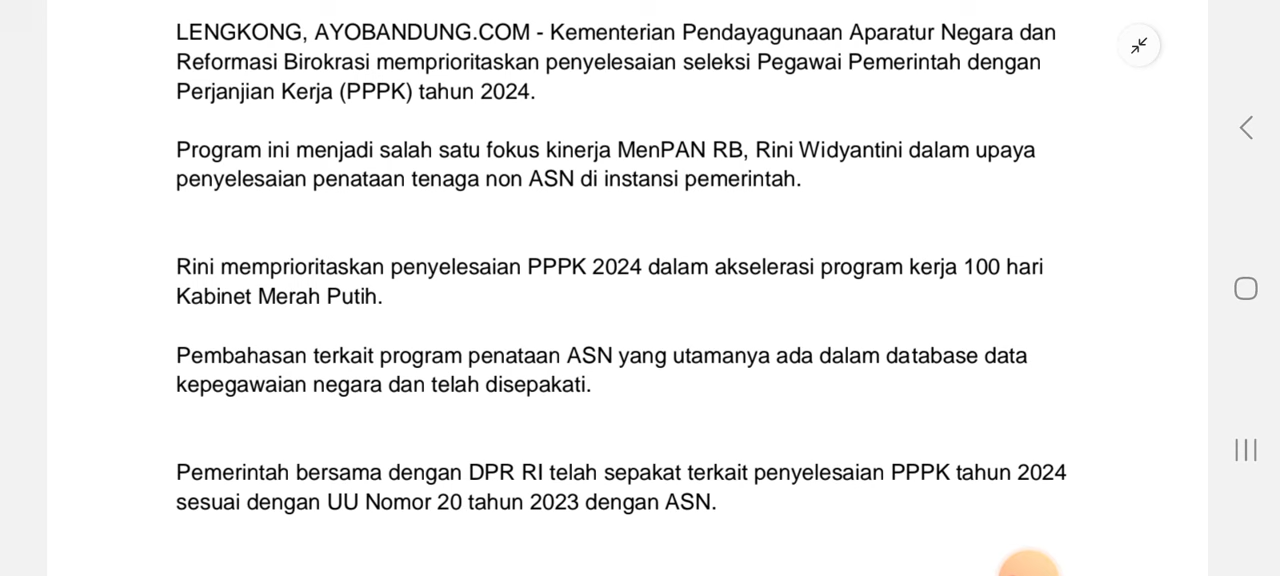 LENGKONG, AYOBANDUNG.COM - Kementerian Pendayagunaan Aparatur Negara dan
Reformasi Birokrasi memprioritaskan penyelesaian seleksi Pegawai Pemerintah dengan
Perjanjian Kerja (PPPK) tahun 2024.
Program ini menjadi salah satu fokus kinerja MenPAN RB, Rini Widyantini dalam upaya
penyelesaian penataan tenaga non ASN di instansi pemerintah.
Rini memprioritaskan penyelesaian PPPK 2024 dalam akselerasi program kerja 100 hari
Kabinet Merah Putih.
Pembahasan terkait program penataan ASN yang utamanya ada dalam database data
kepegawaian negara dan telah disepakati.
Pemerintah bersama dengan DPR RI telah sepakat terkait penyelesaian PPPK tahun 2024
sesuai dengan UU Nomor 20 tahun 2023 dengan ASN.